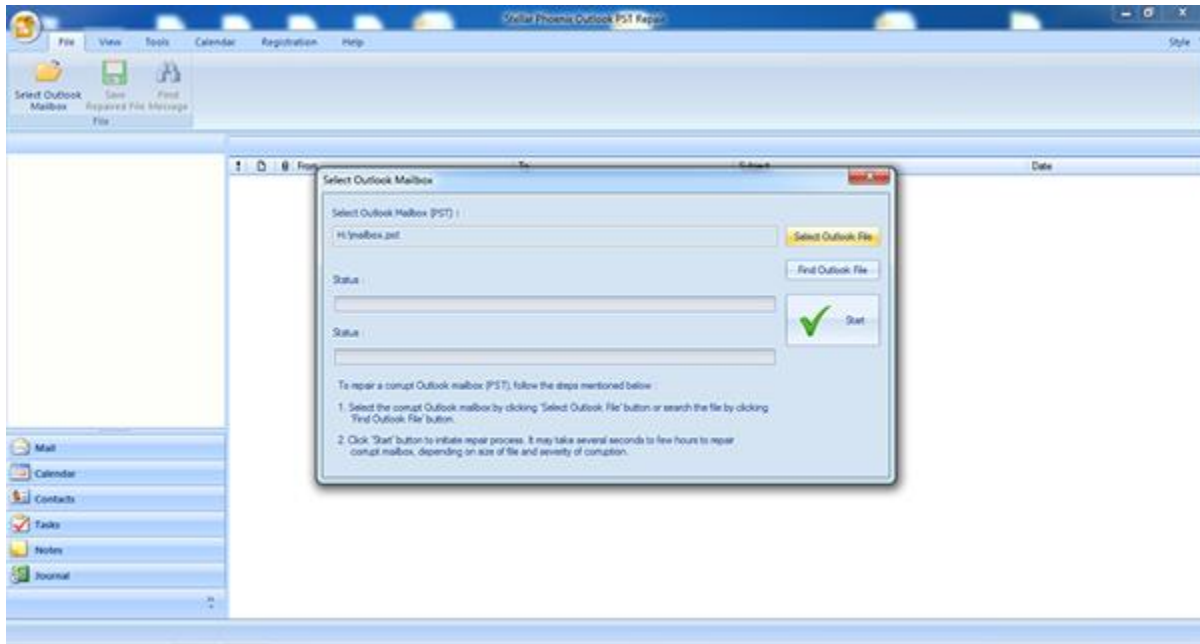 Stellar Phoenix Outlook PST Repair
File View Tools Calendar Registration Help Style
Select Outlook Mailbox
Save Repaired File
Find Message
File
! From To Subject Date
Select Outlook Mailbox
Select Outlook Mailbox (PST) :
H:\mailbox.pst
Select Outlook File
Find Outlook File
Status :
Start
Status :
To repair a corrupt Outlook mailbox (PST), follow the steps mentioned below :
1. Select the corrupt Outlook mailbox by clicking 'Select Outlook File' button or search the file by clicking
'Find Outlook File' button.
2. Click 'Start' button to initiate repair process. It may take several seconds to few hours to repair
corrupt mailbox, depending on size of file and severity of corruption.
Mail
Calendar
Contacts
Tasks
Notes
Journal